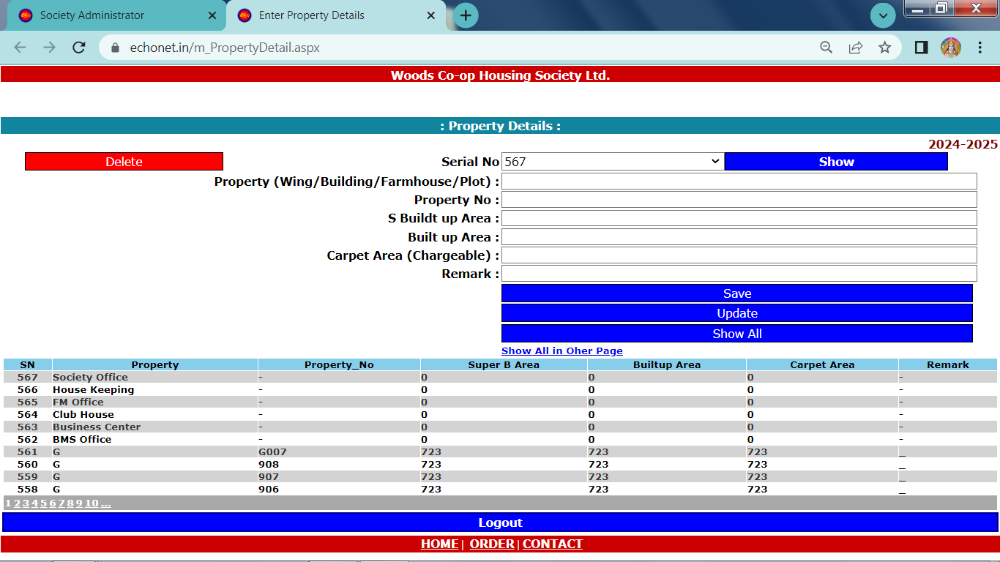 Society Administrator
Enter Property Details
echonet.in/m_PropertyDetail.aspx
Woods Co-op Housing Society Ltd.
: Property Details :
2024-2025
Delete Serial No 567 Show
Property (Wing/Building/Farmhouse/Plot) :
Property No :
S Buildt up Area :
Built up Area :
Carpet Area (Chargeable) :
Remark :
Save
Update
Show All
Show All in Oher Page
SN Property Property_No Super B Area Builtup Area Carpet Area Remark
567 Society Office - 0 0 0 -
566 House Keeping - 0 0 0 -
565 FM Office - 0 0 0 -
564 Club House - 0 0 0 -
563 Business Center - 0 0 0 -
562 BMS Office - 0 0 0 -
561 G G007 723 723 723 _
560 G 908 723 723 723 _
559 G 907 723 723 723 _
558 G 906 723 723 723 _
1 2 3 4 5 6 7 8 9 10 ...
Logout
HOME | ORDER | CONTACT